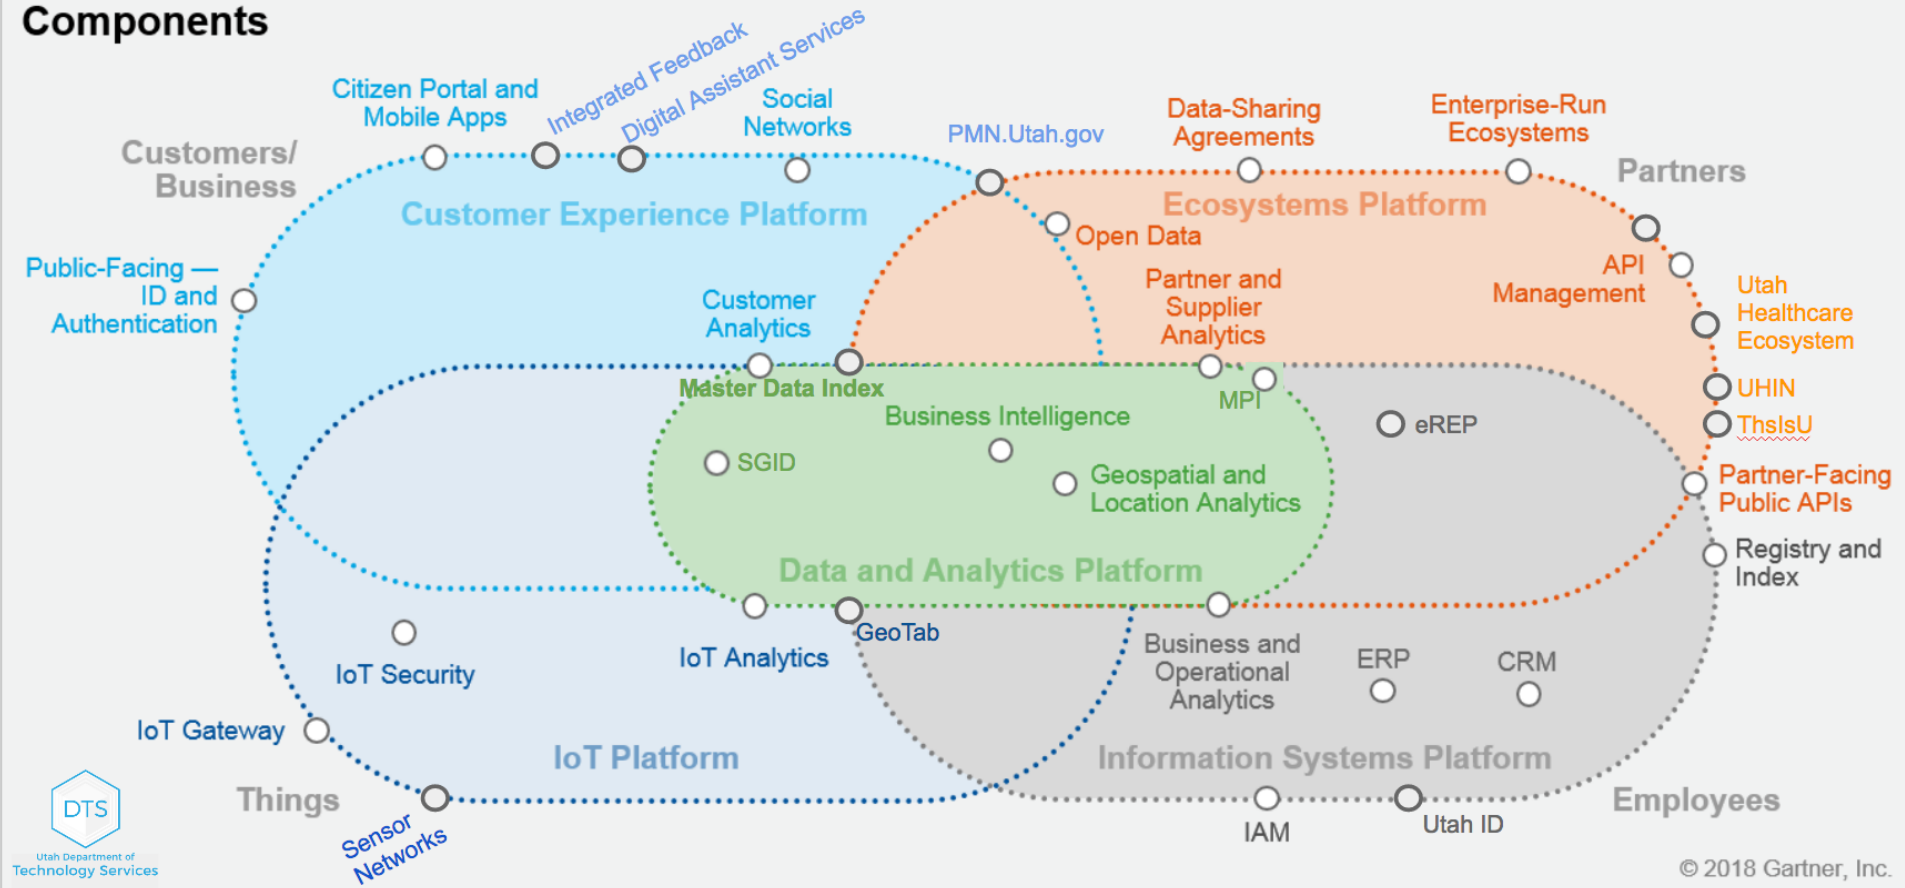 Components
Integrated Feedback
Digital Assistant Services
Citizen Portal and
Mobile Apps
Social
Networks
PMN.Utah.gov
Data-Sharing
Agreements
Enterprise-Run
Ecosystems
Customers/
Business
Partners
Customer Experience Platform
Ecosystems Platform
Open Data
Public-Facing —
ID and
Authentication
Customer
Analytics
Partner and
Supplier
Analytics
API
Management
Utah
Healthcare
Ecosystem
Master Data Index
MPI
UHIN
Business Intelligence
eREP
ThsIsU
SGID
Geospatial and
Location Analytics
Partner-Facing
Public APIs
Data and Analytics Platform
Registry and
Index
GeoTab
IoT Security
IoT Analytics
Business and
Operational
Analytics
ERP
CRM
IoT Gateway
IoT Platform
Information Systems Platform
Things
Employees
Sensor
Networks
IAM
Utah ID
DTS
Utah Department of
Technology Services
© 2018 Gartner, Inc.